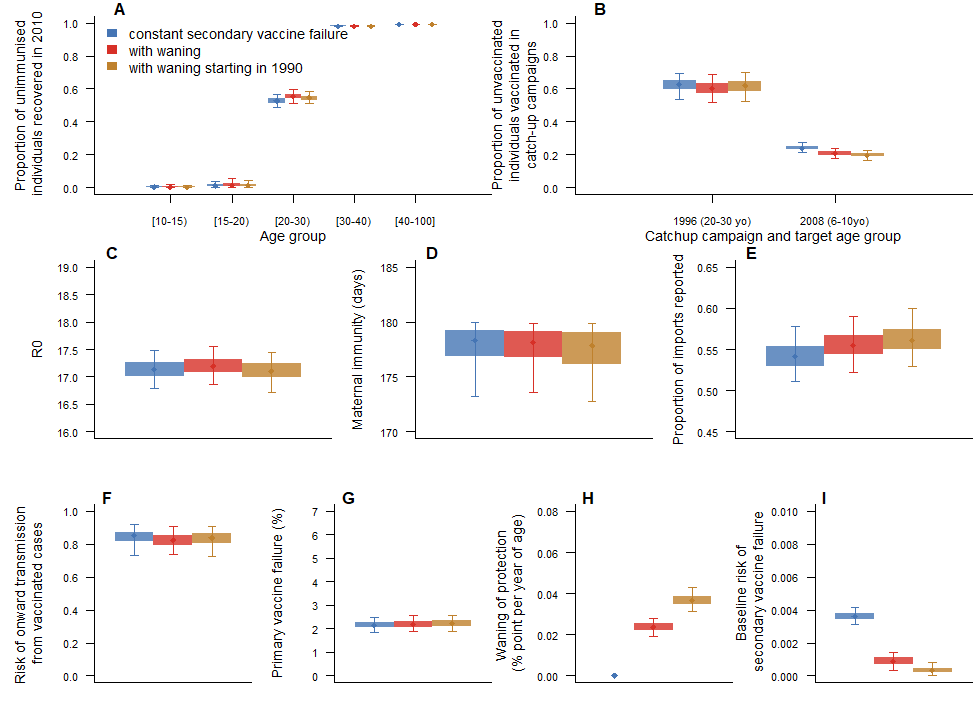 A
Proportion of unimmunised
individuals recovered in 2010
1.0
0.8
0.6
0.4
0.2
0.0
constant secondary vaccine failure
with waning
with waning starting in 1990
[10-15)
[15-20)
[20-30)
[30-40)
[40-100]
Age group
B
Proportion of unvaccinated
individuals vaccinated in
catch-up campaigns
1.0
0.8
0.6
0.4
0.2
0.0
1996 (20-30 yo)
2008 (6-10yo)
Catchup campaign and target age group
C
R0
19.0
18.5
18.0
17.5
17.0
16.5
16.0
D
Maternal immunity (days)
185
180
175
170
E
Proportion of imports reported
0.65
0.60
0.55
0.50
0.45
F
Risk of onward transmission
from vaccinated cases
1.0
0.8
0.6
0.4
0.2
0.0
G
Primary vaccine failure (%)
7
6
5
4
3
2
1
0
H
Waning of protection
(% point per year of age)
0.08
0.06
0.04
0.02
0.00
I
Baseline risk of
secondary vaccine failure
0.010
0.008
0.006
0.004
0.002
0.000